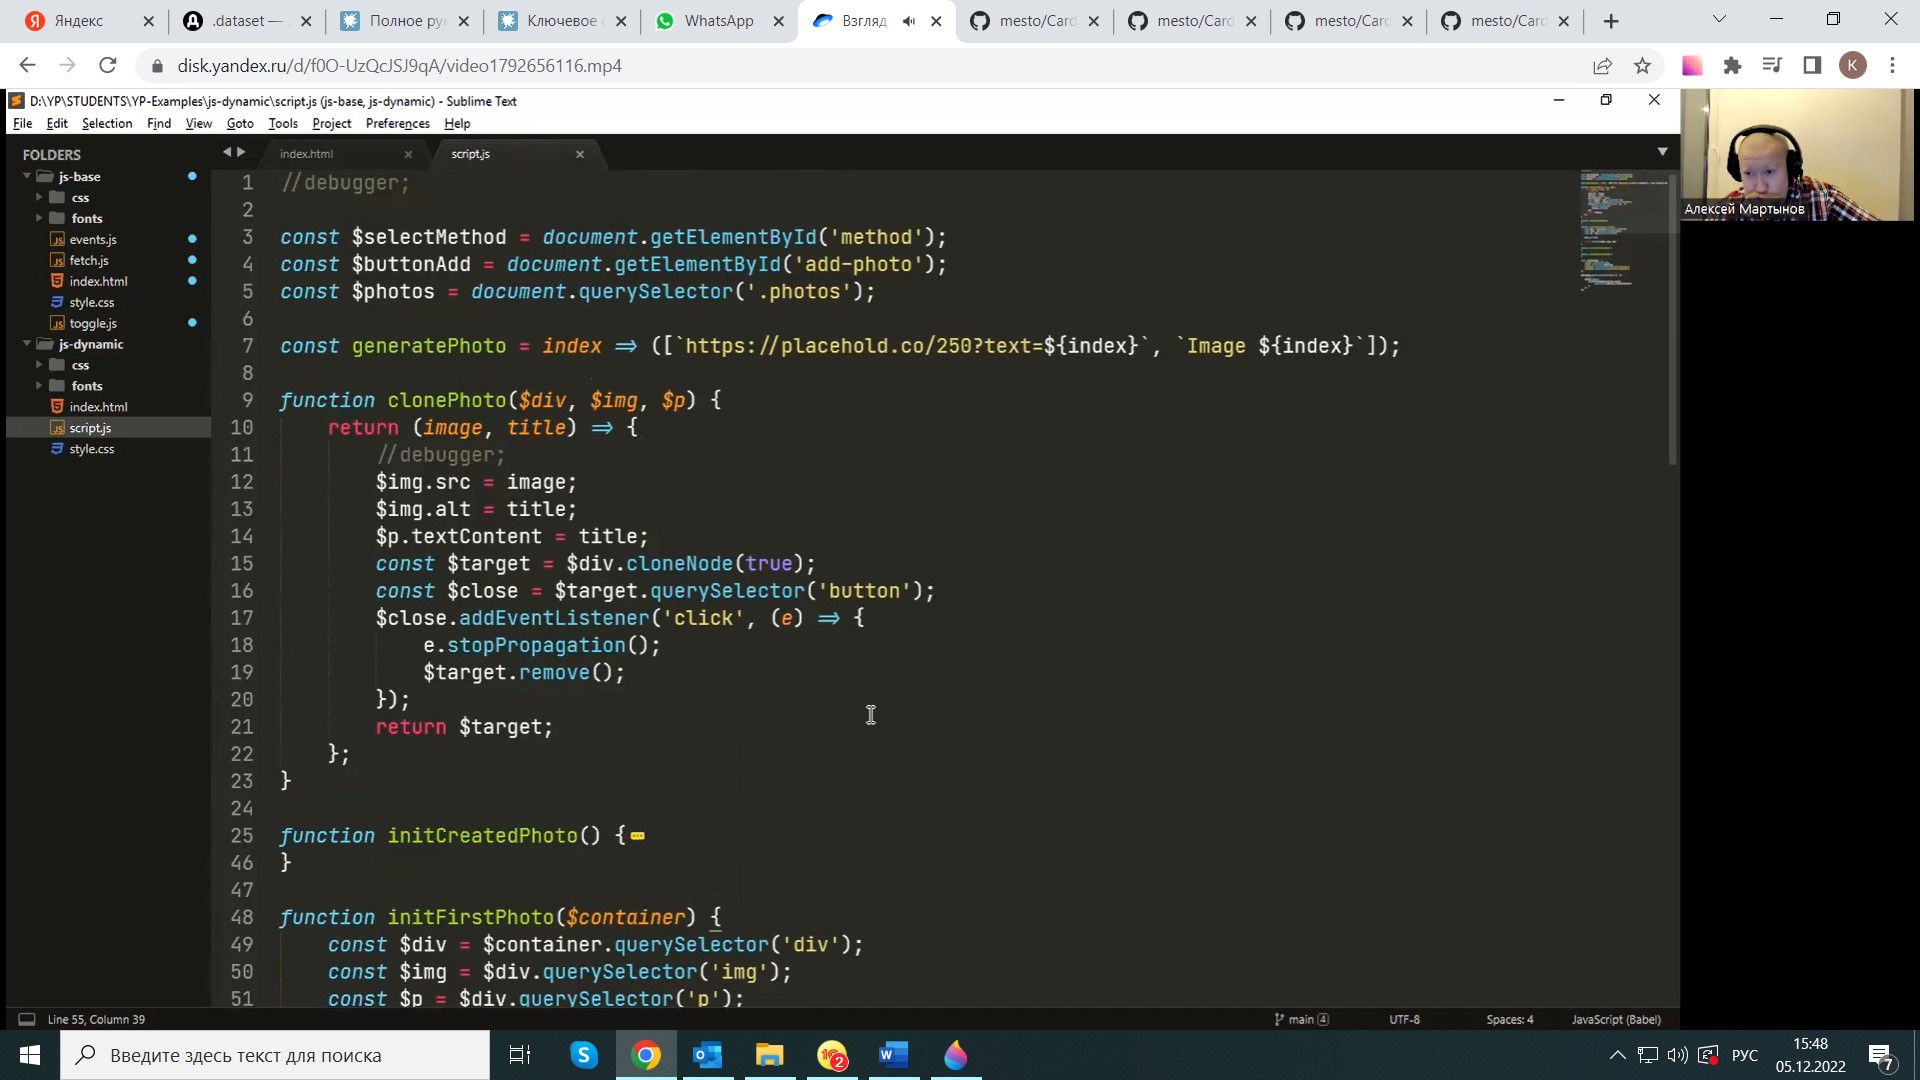 Яндекс
.dataset —
Полное ру
Ключевое
WhatsApp
Взгляд
mesto/Card
mesto/Card
mesto/Card
mesto/Card
disk.yandex.ru/d/f0O-UzQcJSJ9qA/video1792656116.mp4
K
D:\YP\STUDENTS\YP-Examples\js-dynamic\script.js (js-base, js-dynamic) - Sublime Text
File Edit Selection Find View Goto Tools Project Preferences Help
FOLDERS
js-base
css
fonts
events.js
fetch.js
index.html
style.css
toggle.js
js-dynamic
css
fonts
index.html
script.js
style.css
index.html
script.js
1 //debugger;
2
3 const $selectMethod = document.getElementById('method');
4 const $buttonAdd = document.getElementById('add-photo');
5 const $photos = document.querySelector('.photos');
6
7 const generatePhoto = index => ([`https://placehold.co/250?text=${index}`, `Image ${index}`]);
8
9 function clonePhoto($div, $img, $p) {
10 return (image, title) => {
11 //debugger;
12 $img.src = image;
13 $img.alt = title;
14 $p.textContent = title;
15 const $target = $div.cloneNode(true);
16 const $close = $target.querySelector('button');
17 $close.addEventListener('click', (e) => {
18 e.stopPropagation();
19 $target.remove();
20 });
21 return $target;
22 };
23 }
24
25 function initCreatedPhoto() {
46 }
47
48 function initFirstPhoto($container) {
49 const $div = $container.querySelector('div');
50 const $img = $div.querySelector('img');
51 const $p = $div.querySelector('p');
Алексей Мартынов
Line 55, Column 39
main 4
UTF-8
Spaces: 4
JavaScript (Babel)
Введите здесь текст для поиска
2
РУС
15:48
05.12.2022
7